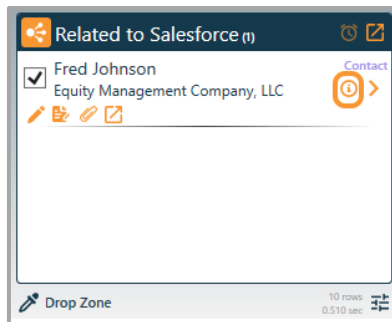 Related to Salesforce (1)
Fred Johnson
Contact
Equity Management Company, LLC
Drop Zone
10 rows
0.510 sec